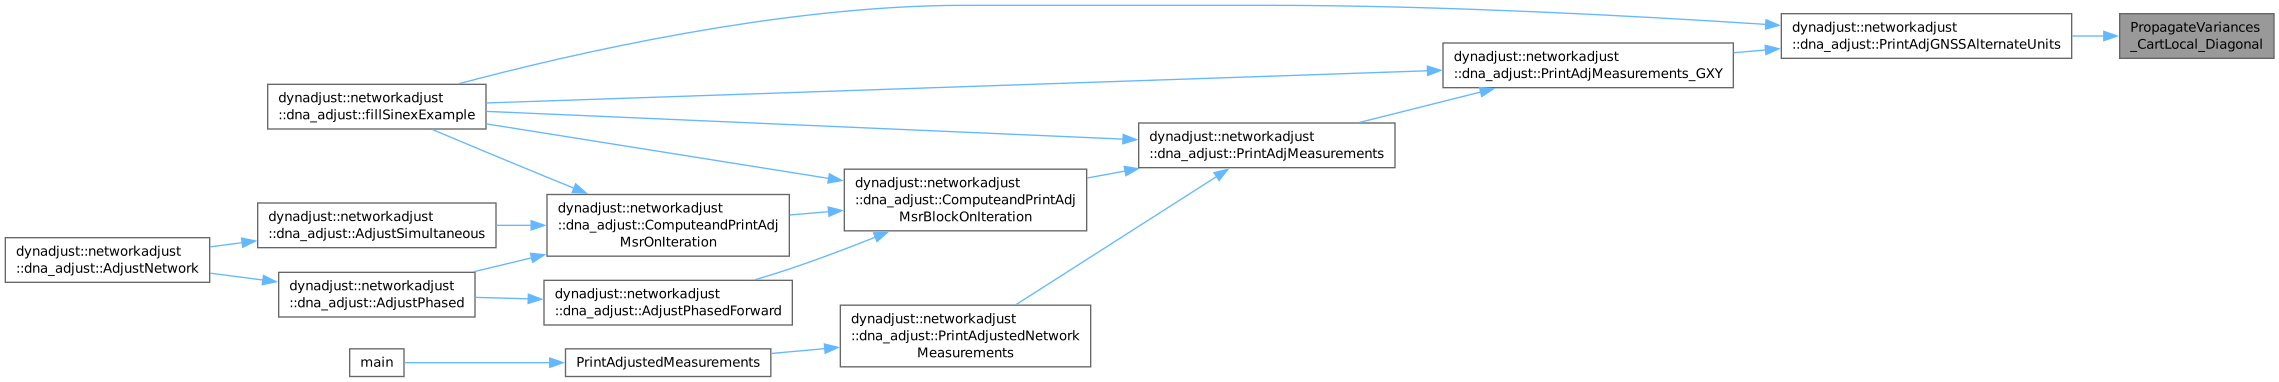 dynadjust::networkadjust
::dna_adjust::PrintAdjGNSSAlternateUnits
PropagateVariances
_CartLocal_Diagonal
dynadjust::networkadjust
::dna_adjust::PrintAdjMeasurements_GXY
dynadjust::networkadjust
::dna_adjust::fillSinexExample
dynadjust::networkadjust
::dna_adjust::PrintAdjMeasurements
dynadjust::networkadjust
::dna_adjust::ComputeandPrintAdj
MsrBlockOnIteration
dynadjust::networkadjust
::dna_adjust::ComputeandPrintAdj
MsrOnIteration
dynadjust::networkadjust
::dna_adjust::AdjustSimultaneous
dynadjust::networkadjust
::dna_adjust::AdjustNetwork
dynadjust::networkadjust
::dna_adjust::AdjustPhased
dynadjust::networkadjust
::dna_adjust::AdjustPhasedForward
dynadjust::networkadjust
::dna_adjust::PrintAdjustedNetwork
Measurements
main
PrintAdjustedMeasurements